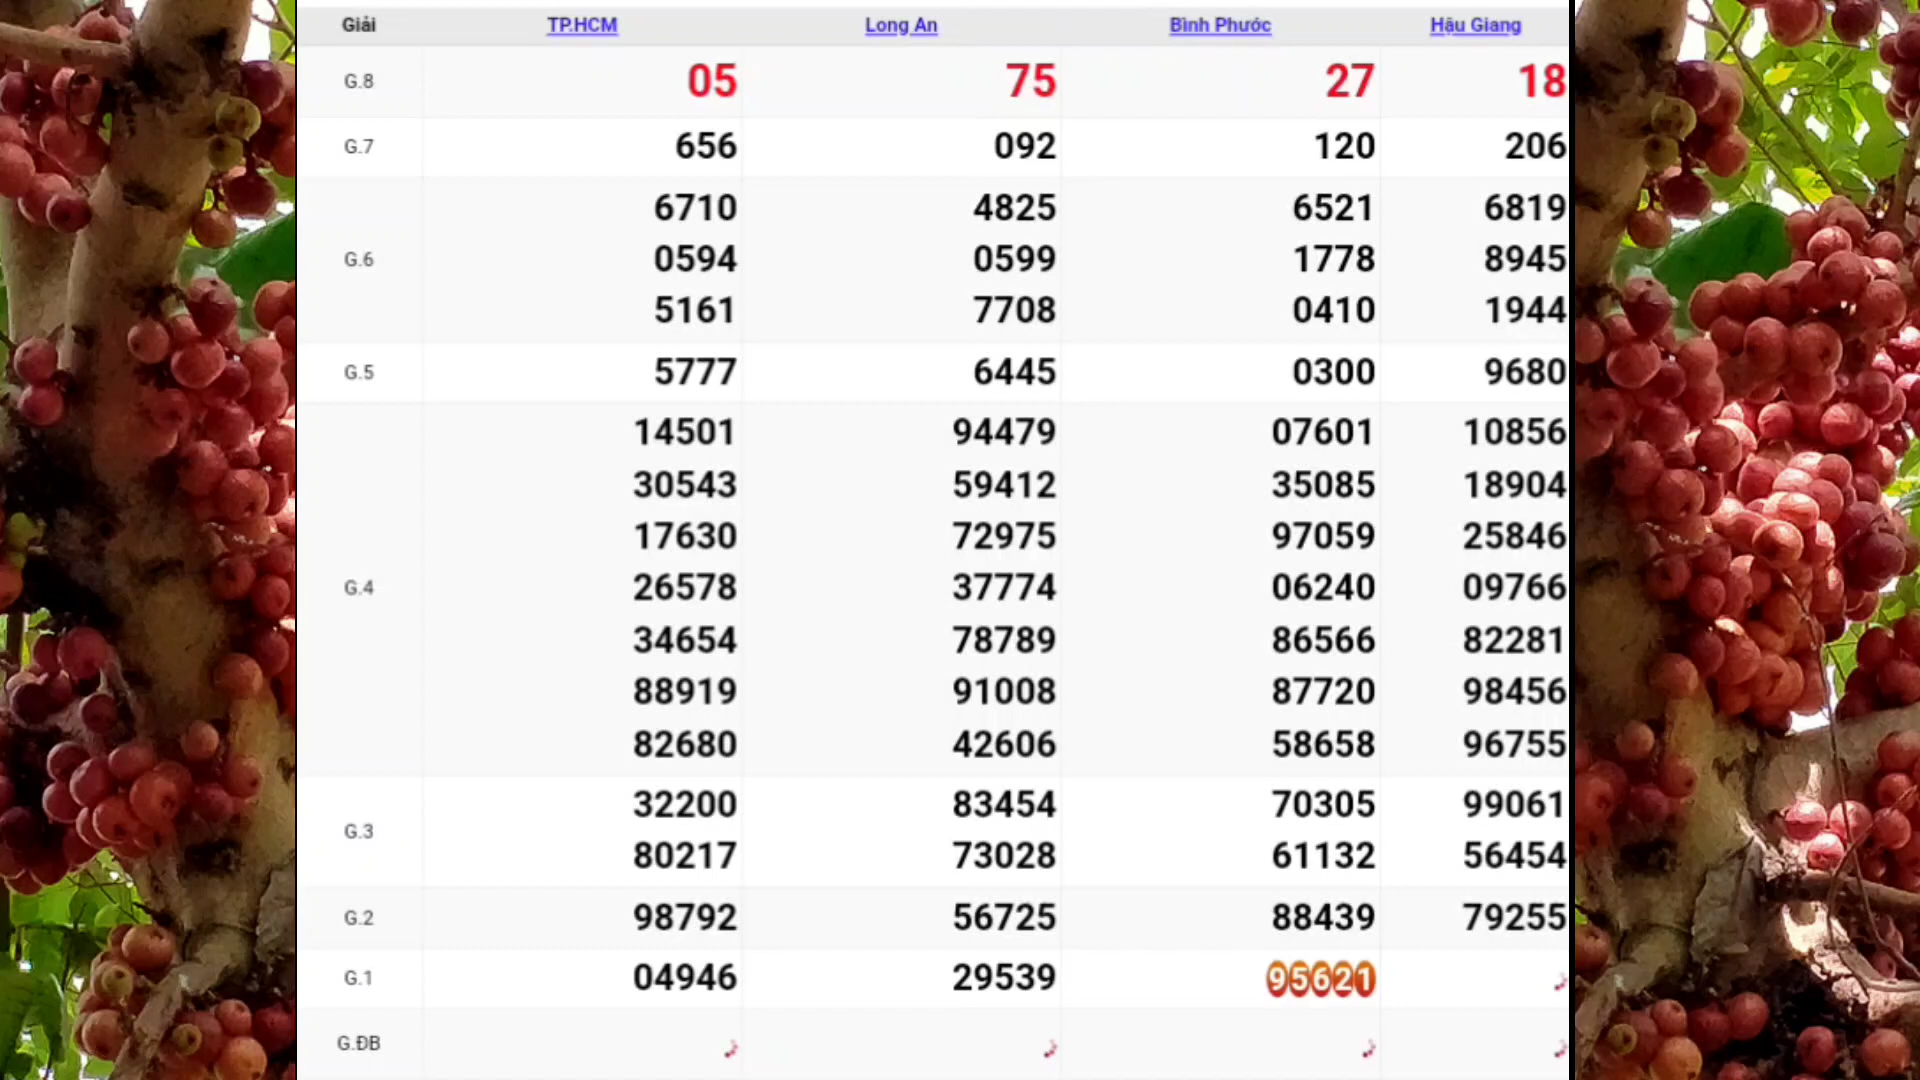 Giải TP.HCM Long An Bình Phước Hậu Giang
G.8 05 75 27 18
G.7 656 092 120 206
6710 4825 6521 6819
G.6 0594 0599 1778 8945
5161 7708 0410 1944
G.5 5777 6445 0300 9680
14501 94479 07601 10856
30543 59412 35085 18904
17630 72975 97059 25846
G.4 26578 37774 06240 09766
34654 78789 86566 82281
88919 91008 87720 98456
82680 42606 58658 96755
32200 83454 70305 99061
G.3
80217 73028 61132 56454
G.2 98792 56725 88439 79255
G.1 04946 29539 95621
G.ĐB